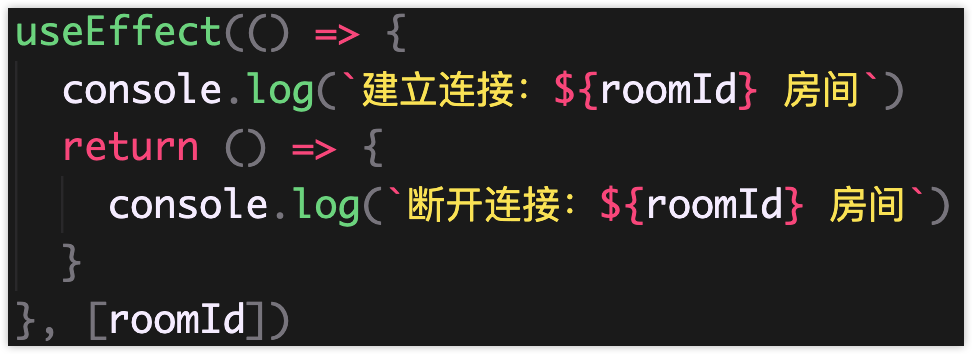 useEffect(() => {
  console.log(`建立连接：${roomId} 房间`)
  return () => {
    console.log(`断开连接：${roomId} 房间`)
  }
}, [roomId])